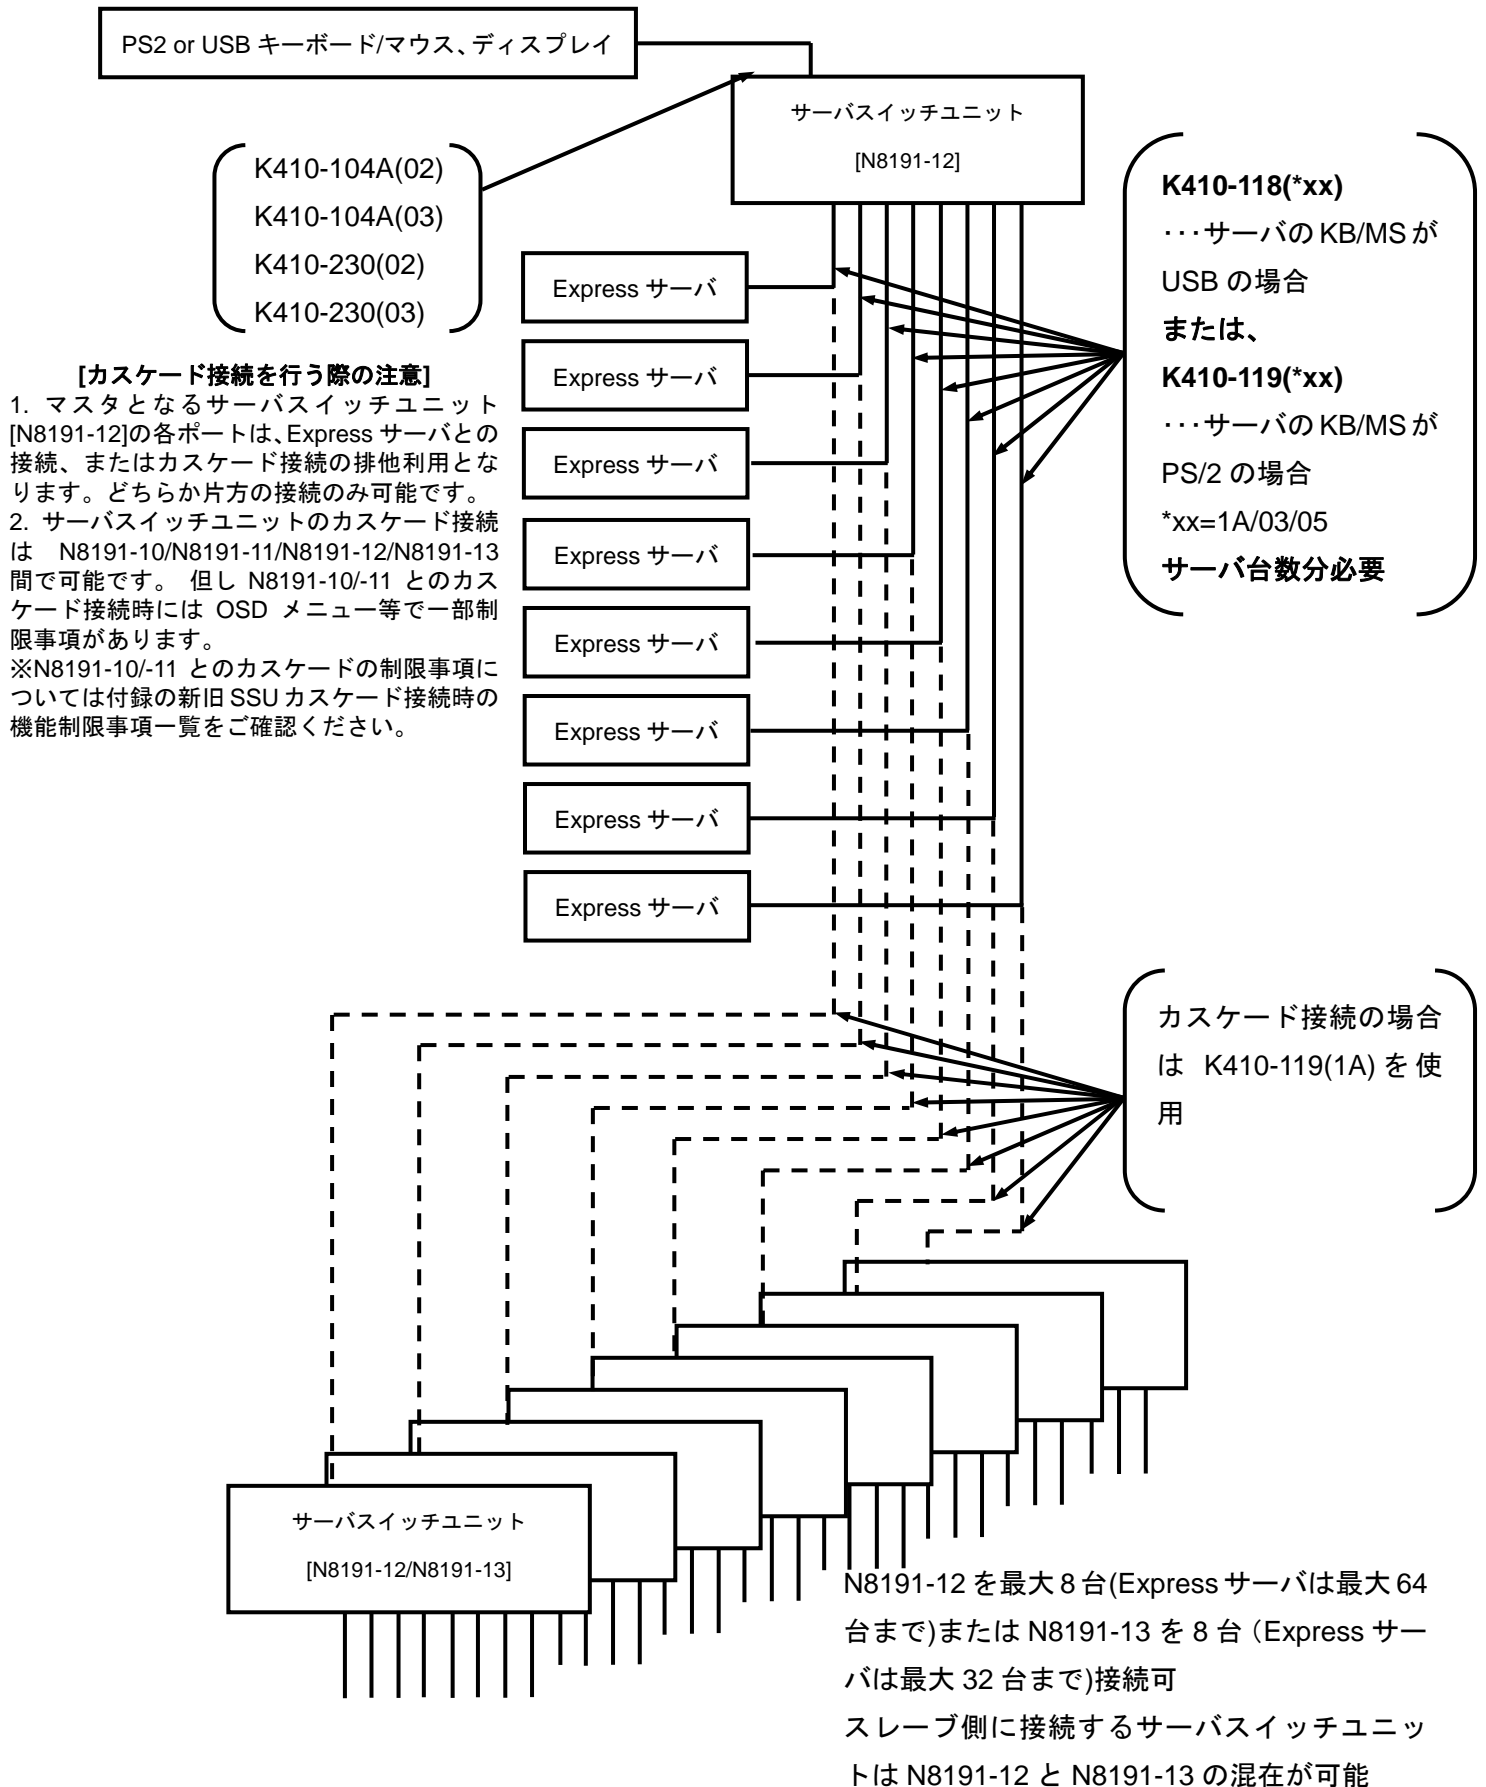 PS2 or USB キーボード/マウス、ディスプレイ
サーバスイッチユニット
[N8191-12]
K410-104A(02)
K410-104A(03)
K410-230(02)
K410-230(03)
K410-118(*xx)
･･･サーバの KB/MS が
USB の場合
または、
K410-119(*xx)
･･･サーバの KB/MS が
PS/2 の場合
*xx=1A/03/05
サーバ台数分必要
Express サーバ
Express サーバ
Express サーバ
Express サーバ
Express サーバ
Express サーバ
Express サーバ
Express サーバ
[カスケード接続を行う際の注意]
1. マスタとなるサーバスイッチユニット
[N8191-12]の各ポートは、Express サーバとの
接続、またはカスケード接続の排他利用とな
ります。どちらか片方の接続のみ可能です。
2. サーバスイッチユニットのカスケード接続
は N8191-10/N8191-11/N8191-12/N8191-13
間で可能です。 但し N8191-10/-11 とのカス
ケード接続時には OSD メニュー等で一部制
限事項があります。
※N8191-10/-11 とのカスケードの制限事項に
ついては付録の新旧 SSU カスケード接続時の
機能制限事項一覧をご確認ください。
カスケード接続の場合
は K410-119(1A) を 使
用
サーバスイッチユニット
[N8191-12/N8191-13]
N8191-12 を最大 8 台(Express サーバは最大 64
台まで)または N8191-13 を 8 台（Express サー
バは最大 32 台まで)接続可
スレーブ側に接続するサーバスイッチユニッ
トは N8191-12 と N8191-13 の混在が可能